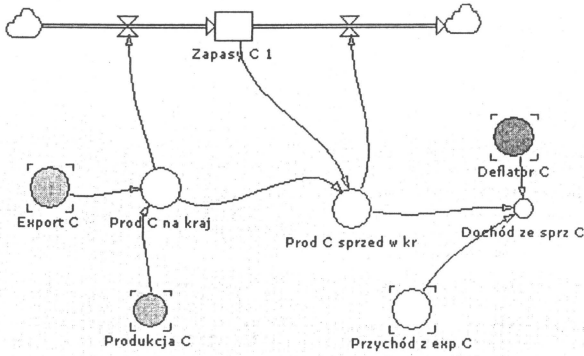 Zapasy C 1
Deflator C
Export C
Prod C na kraj
Prod C sprzed w kr
Dochód ze sprz C
Produkcja C
Przychód z exp C